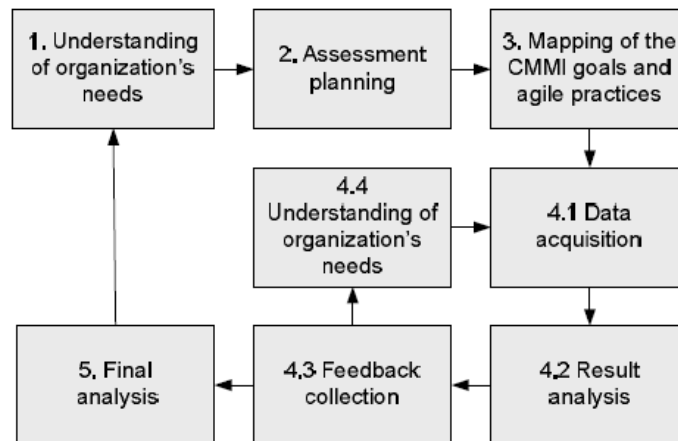 1. Understanding
of organization's
needs
2. Assessment
planning
3. Mapping of the
CMMI goals and
agile practices
4.4
Understanding of
organization's
needs
4.1 Data
acquisition
5. Final
analysis
4.3 Feedback
collection
4.2 Result
analysis